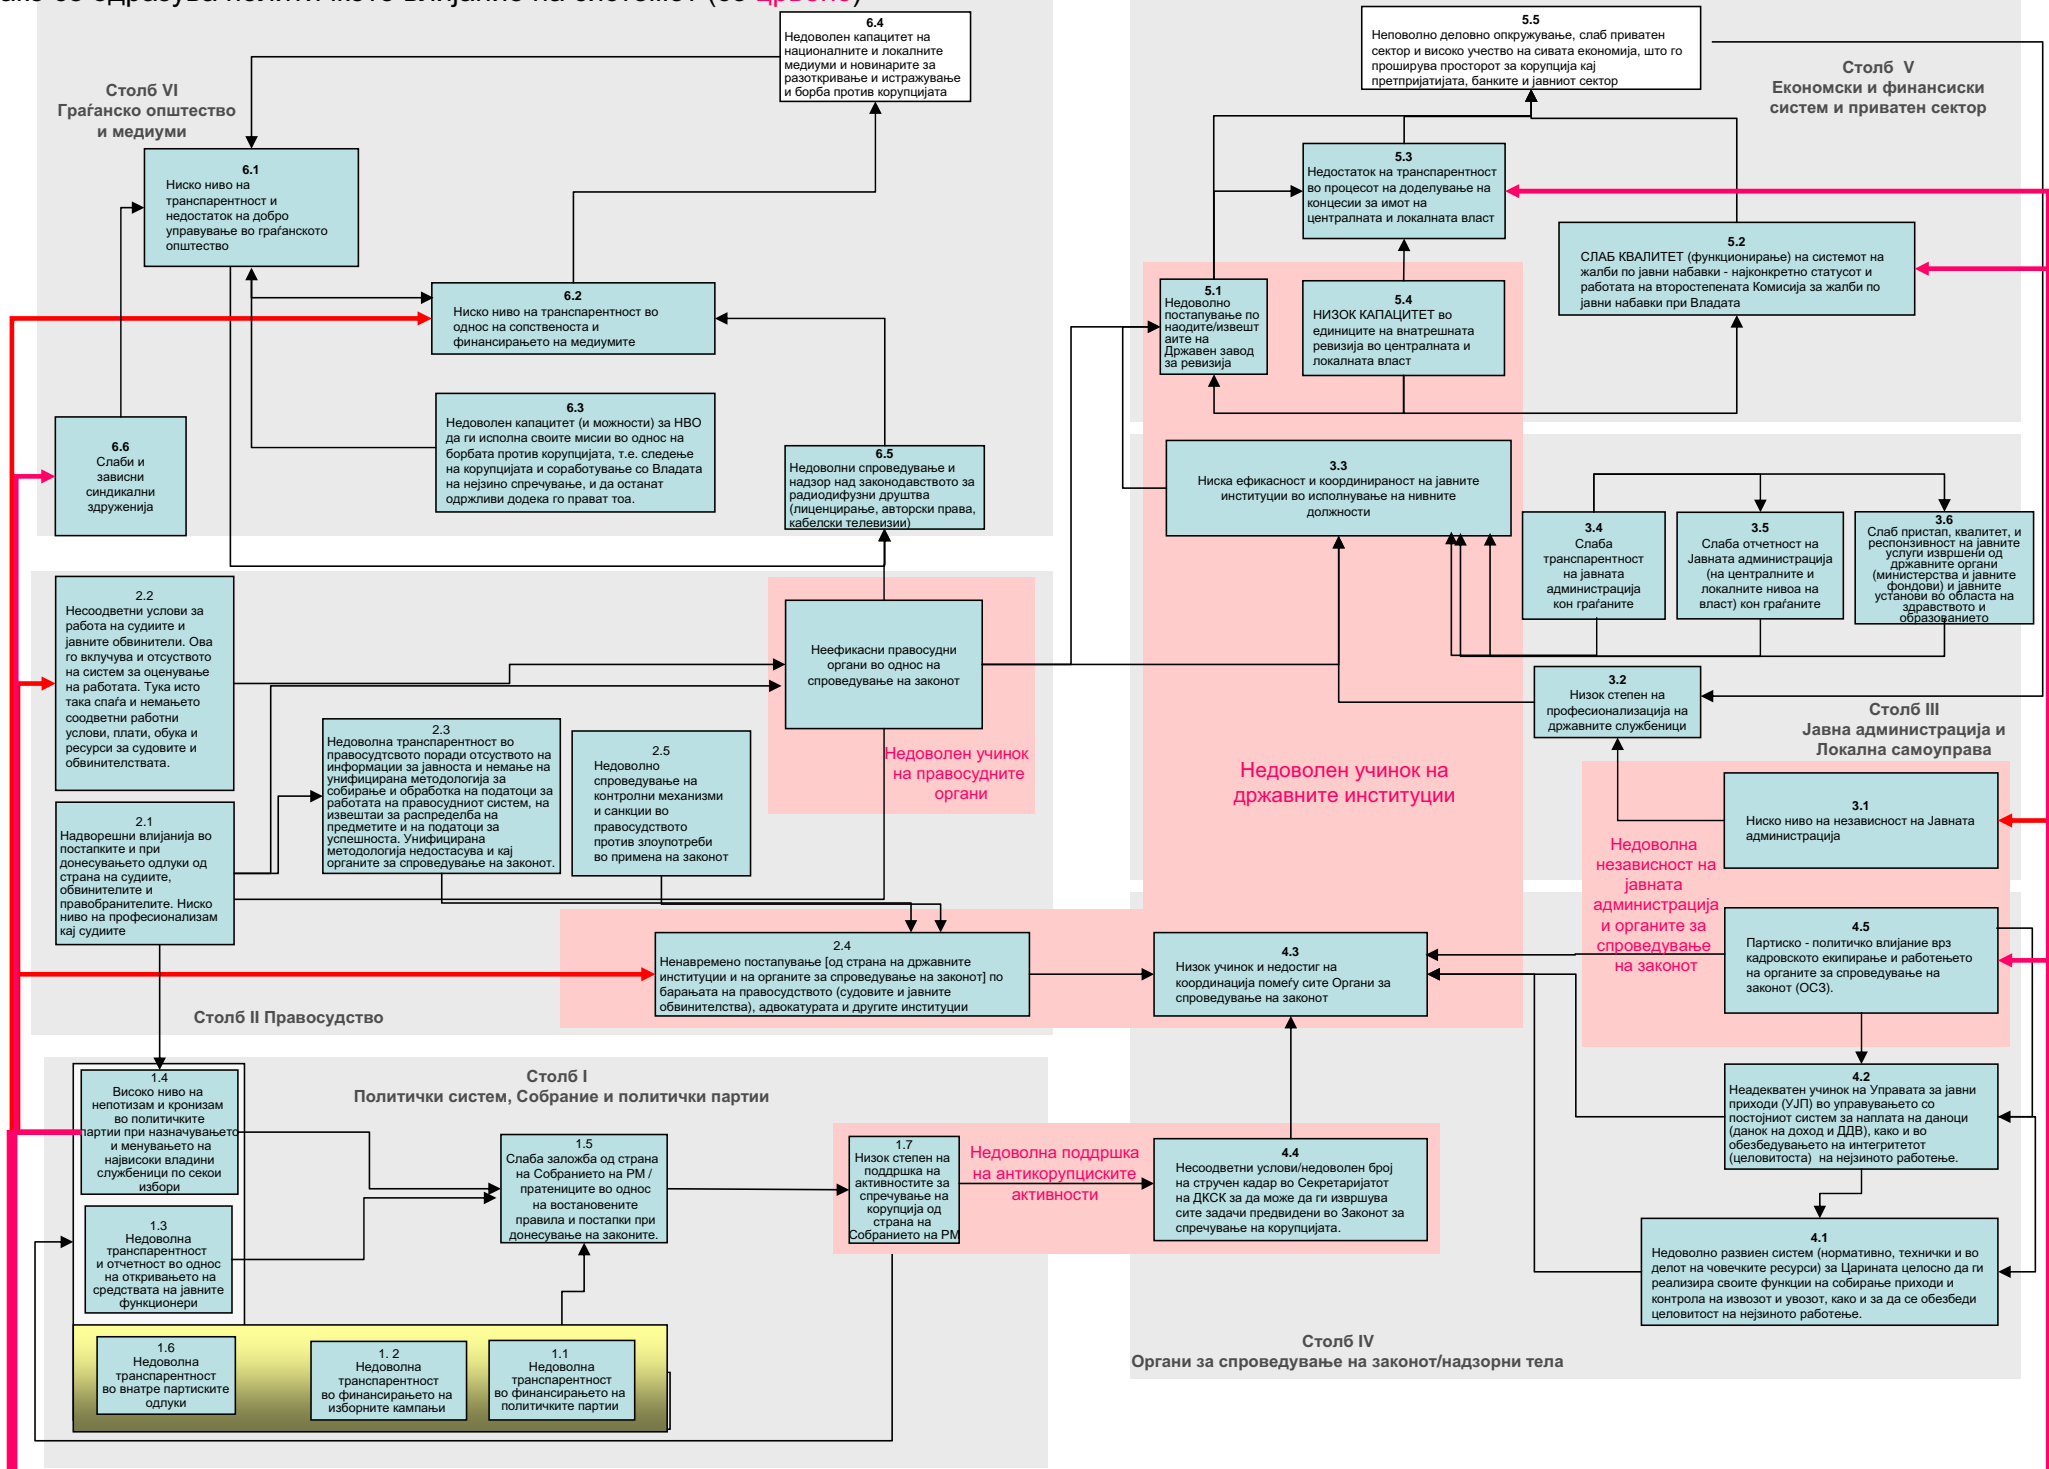 како се одразува политичкото влијание на системот (со црвено)
Столб VI
Граѓанско општество
и медиуми
6.4
Недоволен капацитет на
националните и локалните
медиуми и новинарите за
разоткривање и истражување
и борба против корупцијата
6.1
Ниско ниво на
транспарентност и
недостаток на добро
управување во граѓанското
општество
6.2
Ниско ниво на транспарентност во
однос на сопственоста и
финансирањето на медиумите
6.3
Недоволен капацитет (и можности) за НВО
да ги исполна своите мисии во однос на
борбата против корупцијата, т.е. следење
на корупцијата и соработување со Владата
на нејзино спречување, и да останат
одржливи додека го прават тоа.
6.6
Слаби и
зависни
синдикални
здруженија
6.5
Недоволни спроведување и
надзор над законодавството за
радиодифузни друштва
(лиценцирање, авторски права,
кабелски телевизии)
5.5
Неповолно деловно опкружување, слаб приватен
сектор и високо учество на сивата економија, што го
проширува просторот за корупција кај
претпријатијата, банките и јавниот сектор
Столб V
Економски и финансиски
систем и приватен сектор
5.3
Недостаток на транспарентност
во процесот на доделување на
концесии за имот на
централната и локалната власт
5.2
СЛАБ КВАЛИТЕТ (функционирање) на системот на
жалби по јавни набавки - најконкретно статусот и
работата на второстепената Комисија за жалби по
јавни набавки при Владата
5.1
Недоволно
постапување по
наодите/извешт
аите на
Државен завод
за ревизија
5.4
НИЗОК КАПАЦИТЕТ во
единиците на внатрешната
ревизија во централната и
локалната власт
3.3
Ниска ефикасност и координираност на јавните
институции во исполнување на нивните
должности
3.4
Слаба
транспарентност
на јавната
администрација
кон граѓаните
3.5
Слаба отчетност на
Јавната администрација
(на централните и
локалните нивоа на
власт) кон граѓаните
3.6
Слаб пристап, квалитет, и
респонзивност на јавните
услуги извршени од
државните органи
(министерства и јавните
фондови) и јавните
установи во областа на
здравството и
образованието
3.2
Низок степен на
професионализација на
државните службеници
Столб III
Јавна администрација и
Локална самоуправа
3.1
Ниско ниво на независност на Јавната
администрација
Недоволна
независност на
јавната
администрација
и органите за
спроведување
на законот
Недоволен учинок на
државните институции
2.2
Несоодветни услови за
работа на судиите и
јавните обвинители. Ова
го вклучува и отсуството
на систем за оценување
на работата. Тука исто
така спаѓа и немањето
соодветни работни
услови, плати, обука и
ресурси за судовите и
обвинителствата.
Неефикасни правосудни
органи во однос на
спроведување на законот
Недоволен учинок
на правосудните
органи
2.3
Недоволна транспарентност во
правосудтсвото поради отсуството на
информации за јавноста и немање на
унифицирана методологија за
собирање и обработка на податоци за
работата на правосудниот систем, на
извештаи за распределба на
предметите и на податоци за
успешноста. Унифицирана
методологија недостасува и кај
органите за спроведување на законот.
2.5
Недоволно
спроведување на
контролни механизми
и санкции во
правосудството
против злоупотреби
во примена на законот
2.1
Надворешни влијанија во
постапките и при
донесувањето одлуки од
страна на судиите,
обвинителите и
правобранителите. Ниско
ниво на професионализам
кај судиите
2.4
Ненавремено постапување [од страна на државните
институции и на органите за спроведување на законот] по
барањата на правосудството (судовите и јавните
обвинителства), адвокатурата и другите институции
Столб II Правосудство
4.3
Низок учинок и недостиг на
координација помеѓу сите Органи за
спроведување на законот
4.5
Партиско - политичко влијание врз
кадровското екипирање и работењето
на органите за спроведување на
законот (ОСЗ).
4.2
Неадекватен учинок на Управата за јавни
приходи (УЈП) во управувањето со
постојниот систем за наплата на даноци
(данок на доход и ДДВ), како и во
обезбедувањето на интегритетот
(целовитоста) на нејзиното работење.
4.1
Недоволно развиен систем (нормативно, технички и во
делот на човечките ресурси) за Царината целосно да ги
реализира своите функции на собирање приходи и
контрола на извозот и увозот, како и за да се обезбеди
целовитост на нејзиното работење.
4.4
Несоодветни услови/недоволен број
на стручен кадар во Секретаријатот
на ДКСК за да може да ги извршува
сите задачи предвидени во Законот за
спречување на корупцијата.
Недоволна поддршка
на антикорупциските
активности
Столб IV
Органи за спроведување на законот/надзорни тела
Столб I
Политички систем, Собрание и политички партии
1.4
Високо ниво на
непотизам и кронизам
во политичките
партии при назначувањето
и менувањето на
највисоки владини
службеници по секои
избори
1.5
Слаба заложба од страна
на Собранието на РМ /
пратениците во однос
на востановените
правила и постапки при
донесување на законите.
1.7
Низок степен на
поддршка на
активностите за
спречување на
корупција од
страна на
Собранието на РМ
1.3
Недоволна
транспарентност
и отчетност во однос
на откривањето на
средствата на јавните
функционери
1.6
Недоволна
транспарентност
во внатре партиските
одлуки
1. 2
Недоволна
транспарентност
во финансирањето на
изборните кампањи
1.1
Недоволна
транспарентност
во финансирањето на
политичките партии